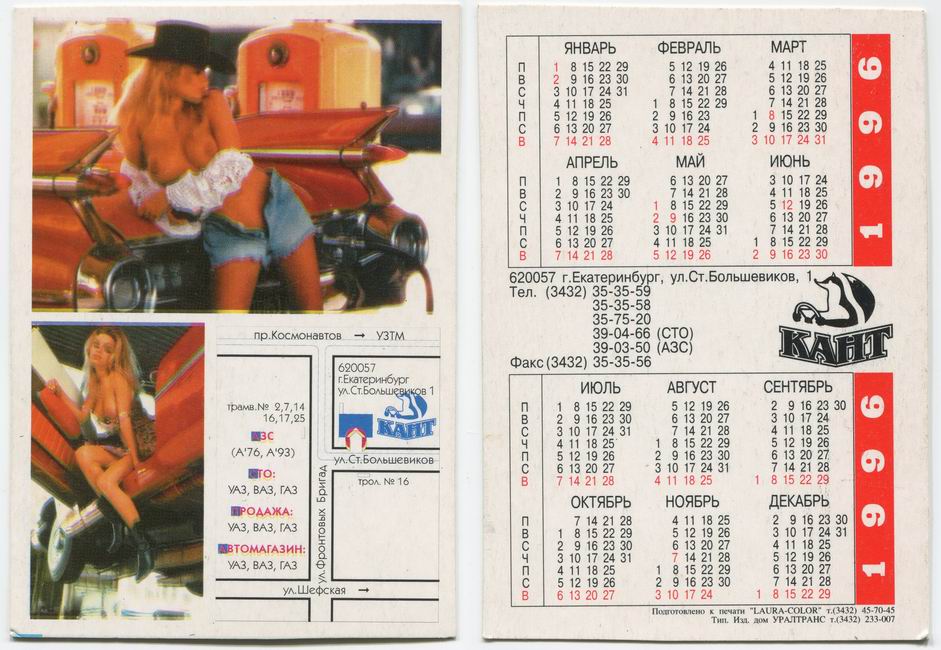 пр.Космонавтов → УЗТМ
620057
г.Екатеринбург
ул.Ст.Большевиков 1
КАНТ
трамв.№ 2,7,14
16,17,25
АЗС
(А'76, А'93)
СТО:
УАЗ, ВАЗ, ГАЗ
ПРОДАЖА:
УАЗ, ВАЗ, ГАЗ
АВТОМАГАЗИН:
УАЗ, ВАЗ, ГАЗ
ул.Ст.Большевиков
трол. № 16
ул.Фронтовых Бригад
ул.Шефская →
ЯНВАРЬ ФЕВРАЛЬ МАРТ
П 1 8 15 22 29 5 12 19 26 4 11 18 25
В 2 9 16 23 30 6 13 20 27 5 12 19 26
С 3 10 17 24 31 7 14 21 28 6 13 20 27
Ч 4 11 18 25 1 8 15 22 29 7 14 21 28
П 5 12 19 26 2 9 16 23 1 8 15 22 29
С 6 13 20 27 3 10 17 24 2 9 16 23 30
В 7 14 21 28 4 11 18 25 3 10 17 24 31
АПРЕЛЬ МАЙ ИЮНЬ
П 1 8 15 22 29 6 13 20 27 3 10 17 24
В 2 9 16 23 30 7 14 21 28 4 11 18 25
С 3 10 17 24 1 8 15 22 29 5 12 19 26
Ч 4 11 18 25 2 9 16 23 30 6 13 20 27
П 5 12 19 26 3 10 17 24 31 7 14 21 28
С 6 13 20 27 4 11 18 25 1 8 15 22 29
В 7 14 21 28 5 12 19 26 2 9 16 23 30
1996
620057 г.Екатеринбург, ул.Ст.Большевиков, 1
Тел. (3432) 35-35-59
35-35-58
35-75-20
39-04-66 (СТО)
39-03-50 (АЗС)
Факс (3432) 35-35-56
КАНТ
ИЮЛЬ АВГУСТ СЕНТЯБРЬ
П 1 8 15 22 29 5 12 19 26 2 9 16 23 30
В 2 9 16 23 30 6 13 20 27 3 10 17 24
С 3 10 17 24 31 7 14 21 28 4 11 18 25
Ч 4 11 18 25 1 8 15 22 29 5 12 19 26
П 5 12 19 26 2 9 16 23 30 6 13 20 27
С 6 13 20 27 3 10 17 24 31 7 14 21 28
В 7 14 21 28 4 11 18 25 1 8 15 22 29
ОКТЯБРЬ НОЯБРЬ ДЕКАБРЬ
П 7 14 21 28 4 11 18 25 2 9 16 23 30
В 1 8 15 22 29 5 12 19 26 3 10 17 24 31
С 2 9 16 23 30 6 13 20 27 4 11 18 25
Ч 3 10 17 24 31 7 14 21 28 5 12 19 26
П 4 11 18 25 1 8 15 22 29 6 13 20 27
С 5 12 19 26 2 9 16 23 30 7 14 21 28
В 6 13 20 27 3 10 17 24 1 8 15 22 29
1996
Подготовлено к печати "LAURA-COLOR" т.(3432) 45-70-45
Тип. Изд. дом УРАЛТРАНС т.(3432) 233-007